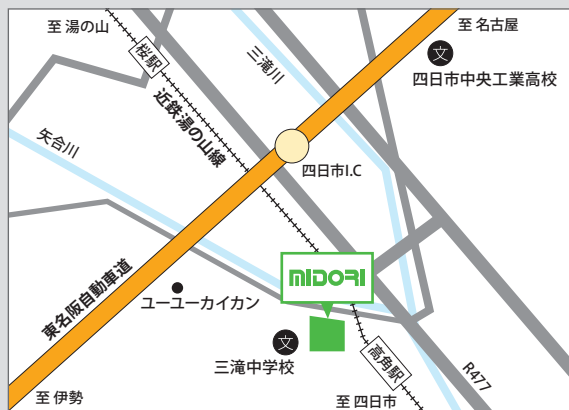 至 湯の山
至 名古屋
文
四日市中央工業高校
桜駅
三滝川
近鉄湯の山線
矢合川
四日市I.C
東名阪自動車道
MIDORI
ユーユーカイカン
文
三滝中学校
高角駅
R477
至 伊勢
至 四日市